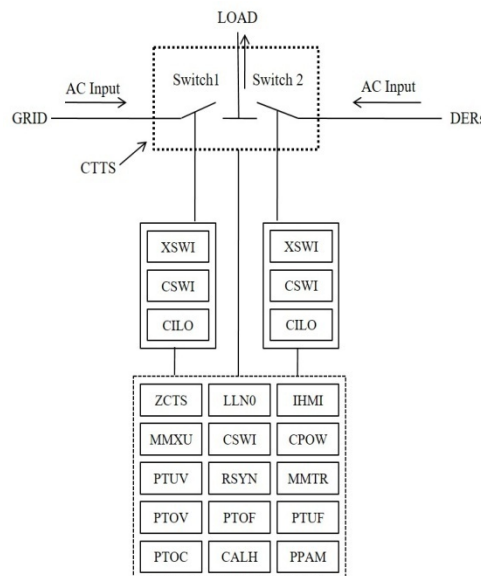 LOAD
AC Input
Switch1
Switch 2
AC Input
GRID
DERs
CTTS
XSWI
XSWI
CSWI
CSWI
CILO
CILO
ZCTS
LLN0
IHMI
MMXU
CSWI
CPOW
PTUV
RSYN
MMTR
PTOV
PTOF
PTUF
PTOC
CALH
PPAM